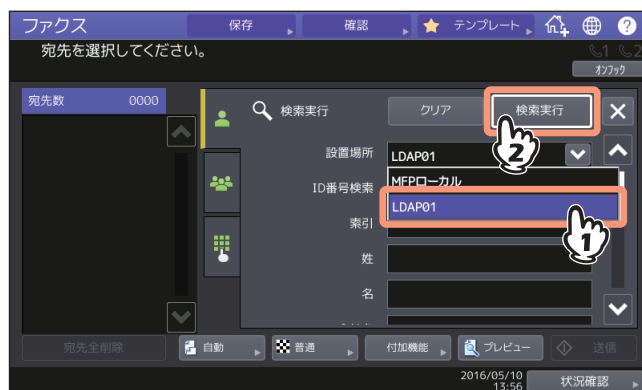 ファクス 保存 確認 テンプレート ?
宛先を選択してください。 1 2
オンフック
宛先数 0000
検索実行 クリア 検索実行
設置場所 LDAP01
ID番号検索 MFPローカル
LDAP01
索引
姓
名
宛先全削除 自動 普通 付加機能 プレビュー 送信
2016/05/10
13:56 状況確認
2
1